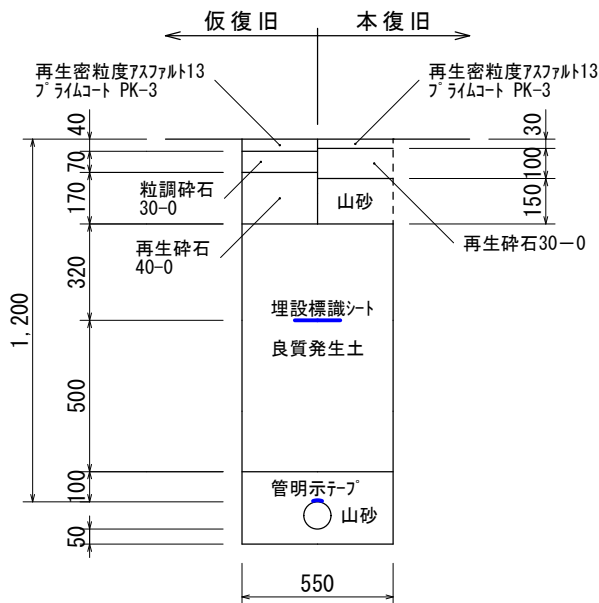 仮復旧
本復旧
再生密粒度アスファルト13
プライムコート PK-3
再生密粒度アスファルト13
プライムコート PK-3
40
70
170
320
500
100
50
1,200
30
100
150
粒調砕石
30-0
山砂
再生砕石
40-0
再生砕石30－0
埋設標識シート
良質発生土
管明示テープ
山砂
550